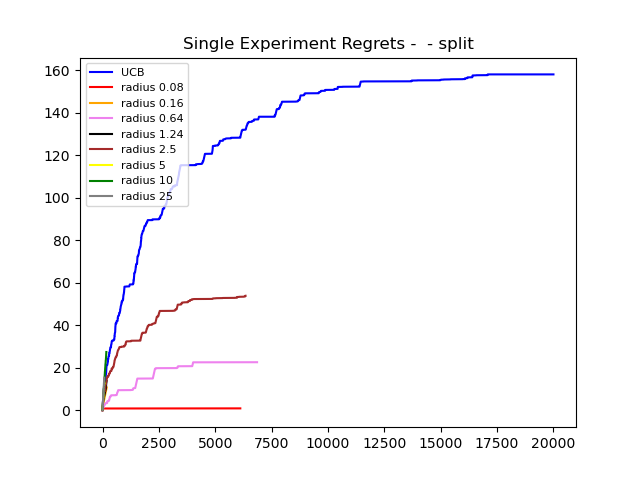 Single Experiment Regrets -  - split
UCB
radius 0.08
radius 0.16
radius 0.64
radius 1.24
radius 2.5
radius 5
radius 10
radius 25
160
140
120
100
80
60
40
20
0
0 2500 5000 7500 10000 12500 15000 17500 20000